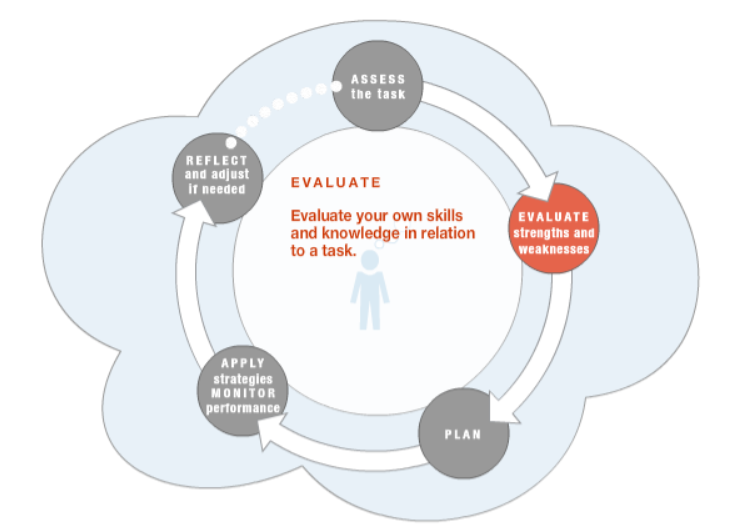 ASSESS
the task
REFLECT
and adjust
if needed
EVALUATE
Evaluate your own skills
and knowledge in relation
to a task.
EVALUATE
strengths and
weaknesses
APPLY
strategies
MONITOR
performance
PLAN